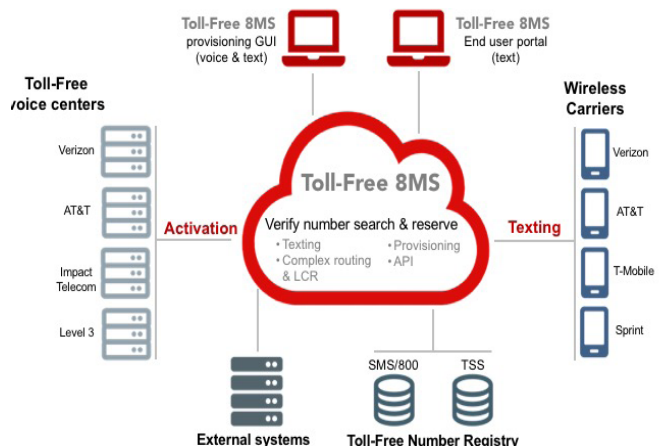 Toll-Free 8MS
provisioning GUI
(voice & text)
Toll-Free 8MS
End user portal
(text)
Toll-Free
voice centers
Verizon
AT&T
Impact
Telecom
Level 3
Activation
Toll-Free 8MS
Verify number search & reserve
• Texting
• Complex routing
& LCR
• Provisioning
• API
Texting
Wireless
Carriers
Verizon
AT&T
T-Mobile
Sprint
External systems
SMS/800
TSS
Toll-Free Number Registry